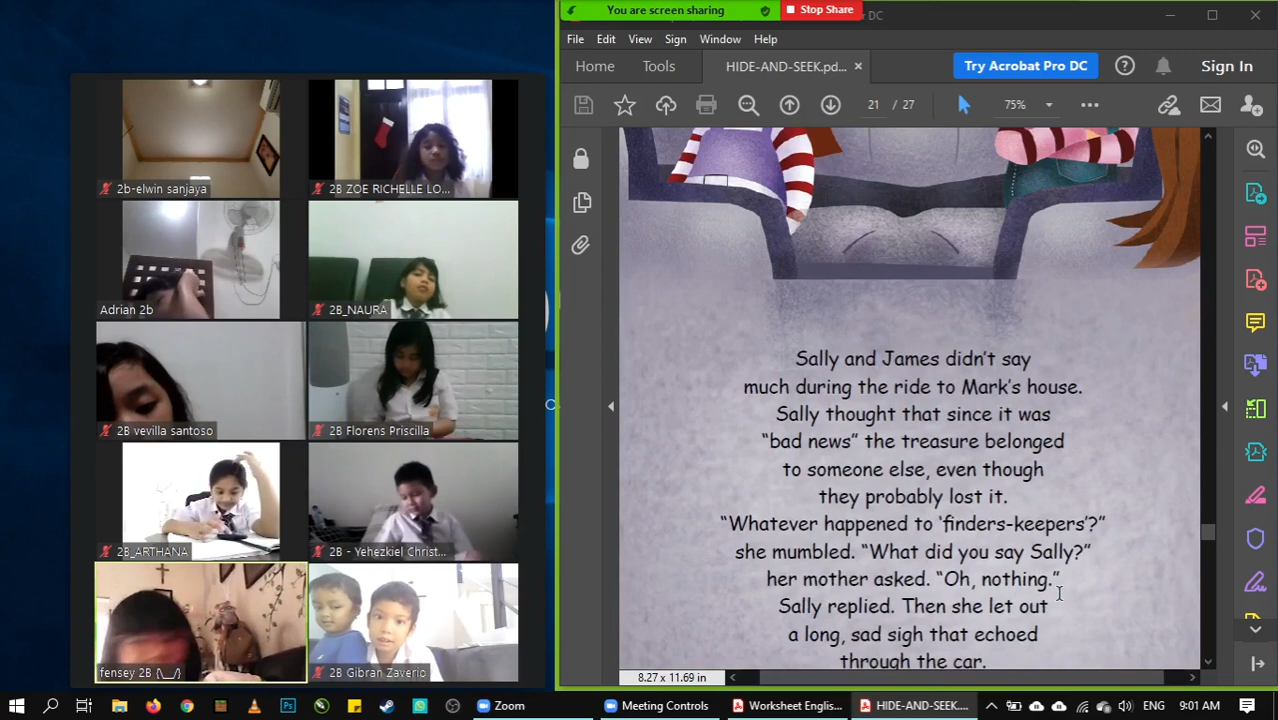 You are screen sharing
Stop Share
DC
File Edit View Sign Window Help
Home Tools HIDE-AND-SEEK.pd... Try Acrobat Pro DC Sign In
21 / 27 75%
2b-elwin sanjaya
2B ZOE RICHELLE LO...
Adrian 2b
2B_NAURA
2B vevilla santoso
2B Florens Priscilla
2B_ARTHANA
2B - Yehezkiel Christ...
fensey 2B {\__/}
2B Gibran Zaverio
Sally and James didn't say
much during the ride to Mark's house.
Sally thought that since it was
“bad news” the treasure belonged
to someone else, even though
they probably lost it.
“Whatever happened to ‘finders-keepers’?”
she mumbled. “What did you say Sally?”
her mother asked. “Oh, nothing.”
Sally replied. Then she let out
a long, sad sigh that echoed
through the car.
8.27 x 11.69 in
Zoom Meeting Controls Worksheet Englis... HIDE-AND-SEEK.... 9:01 AM